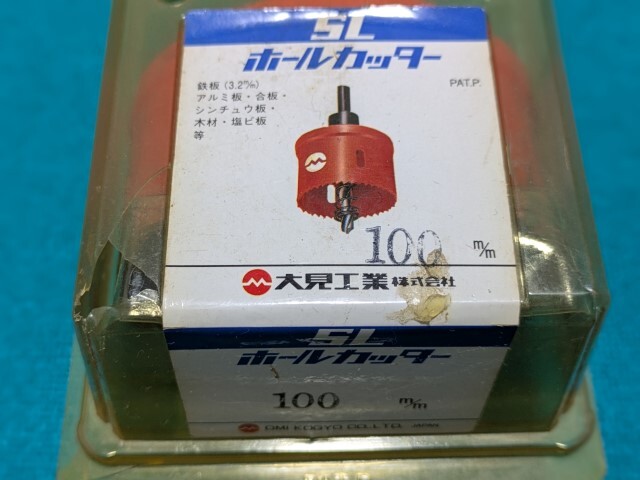 SL
ホールカッター
鉄板（3.2m/m）
アルミ板・合板・
シンチュウ板・
木材・塩ビ板
等
PAT.P.
100 m/m
大見工業株式会社
SL
ホールカッター
100 m/m
OMI KOGYO CO.,LTD. JAPAN